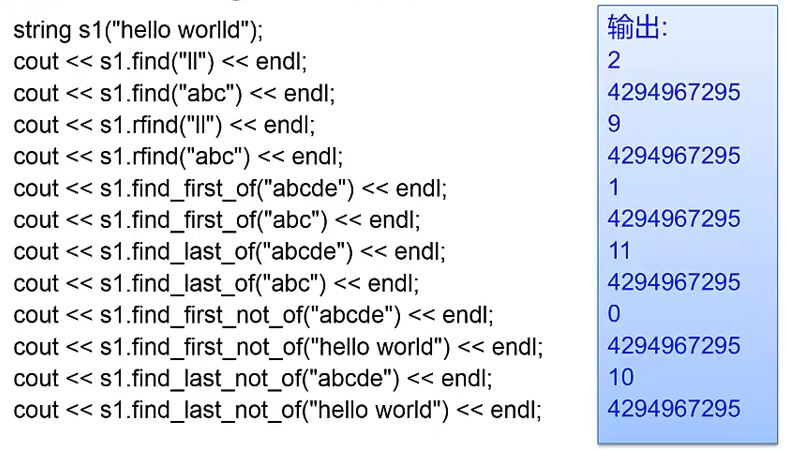 string s1("hello worlld");
cout << s1.find("ll") << endl;
cout << s1.find("abc") << endl;
cout << s1.rfind("ll") << endl;
cout << s1.rfind("abc") << endl;
cout << s1.find_first_of("abcde") << endl;
cout << s1.find_first_of("abc") << endl;
cout << s1.find_last_of("abcde") << endl;
cout << s1.find_last_of("abc") << endl;
cout << s1.find_first_not_of("abcde") << endl;
cout << s1.find_first_not_of("hello world") << endl;
cout << s1.find_last_not_of("abcde") << endl;
cout << s1.find_last_not_of("hello world") << endl;
输出:
2
4294967295
9
4294967295
1
4294967295
11
4294967295
0
4294967295
10
4294967295